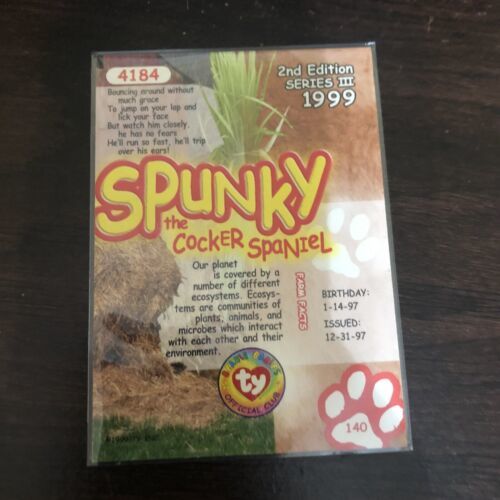 4184
2nd Edition
SERIES III
1999
Bouncing around without
much grace
To jump on your lap and
lick your face
But watch him closely,
he has no fears
He'll run so fast, he'll trip
over his ears!
SPUNKY
the
COCKER SPANIEL
Our planet
is covered by a
number of different
ecosystems. Ecosys-
tems are communities of
plants, animals, and
microbes which interact
with each other and their
environment.
FARM FACTS
BIRTHDAY:
1-14-97
ISSUED:
12-31-97
BEANIE BABIES
ty
OFFICIAL CLUB
140